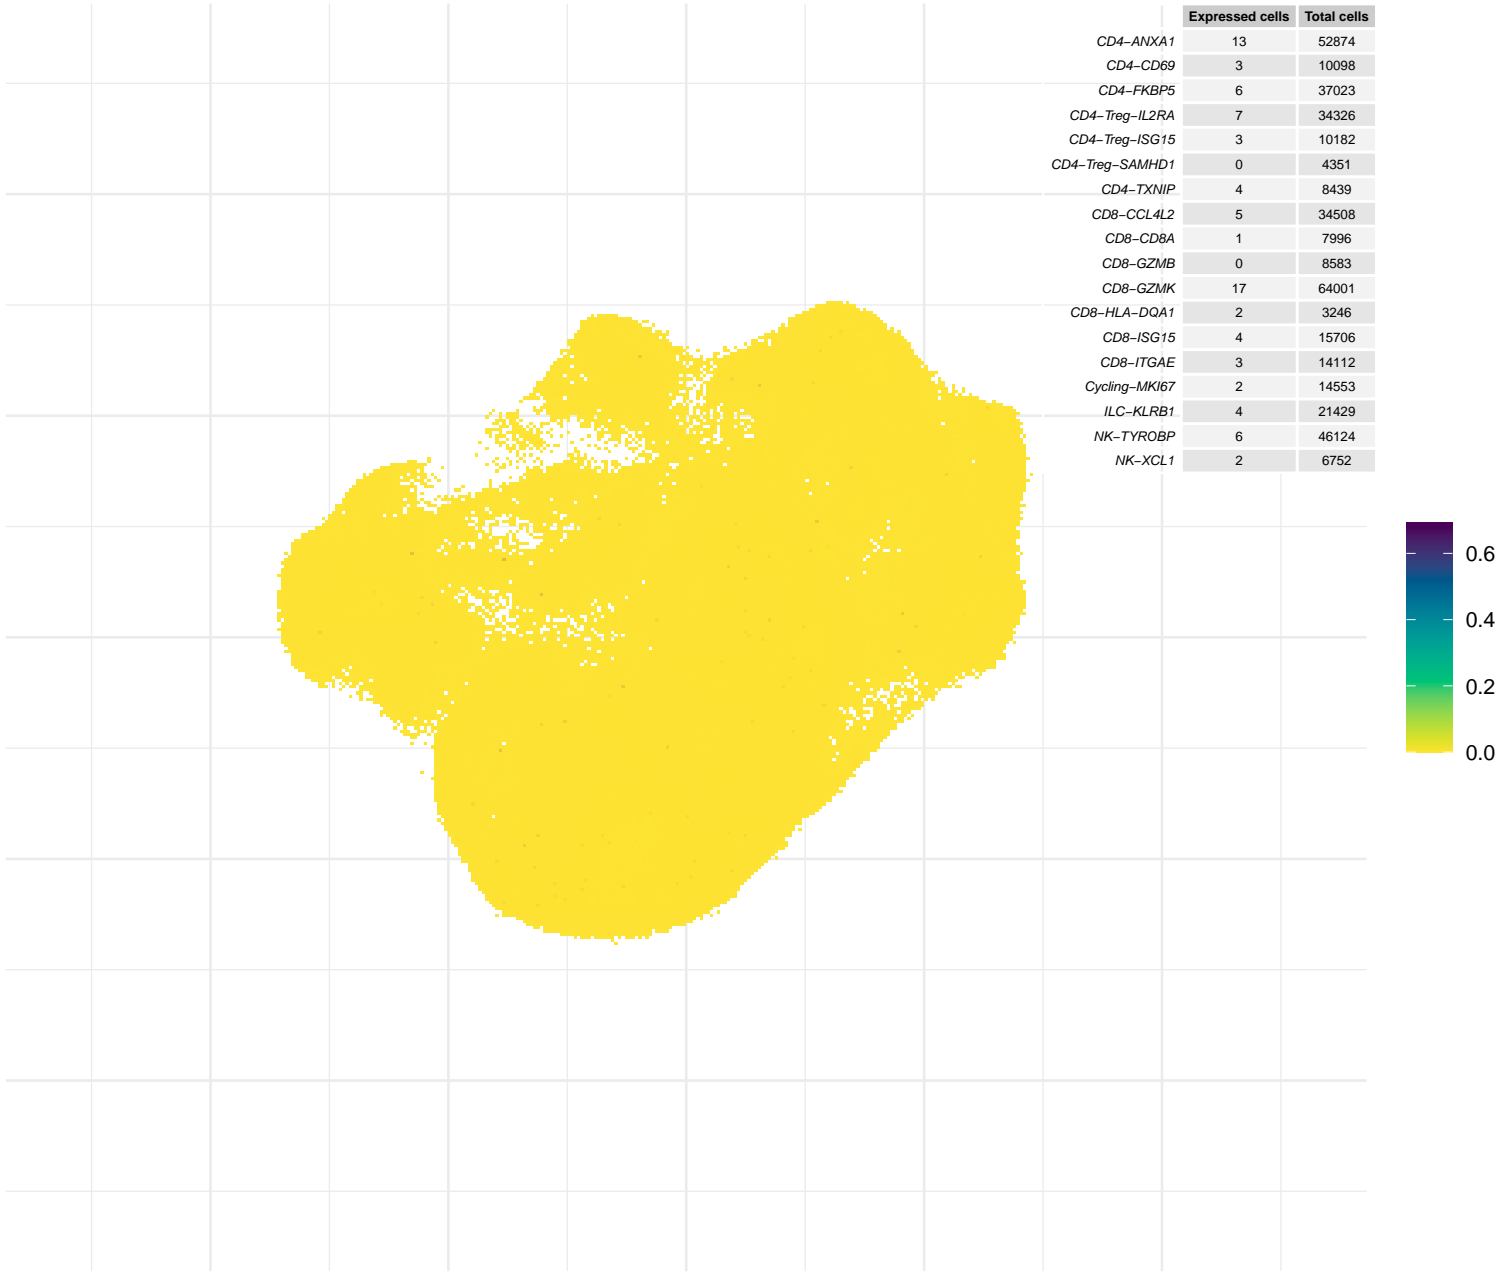 Expressed cells Total cells
CD4−ANXA1 13 52874
CD4−CD69 3 10098
CD4−FKBP5 6 37023
CD4−Treg−IL2RA 7 34326
CD4−Treg−ISG15 3 10182
CD4−Treg−SAMHD1 0 4351
CD4−TXNIP 4 8439
CD8−CCL4L2 5 34508
CD8−CD8A 1 7996
CD8−GZMB 0 8583
CD8−GZMK 17 64001
CD8−HLA−DQA1 2 3246
CD8−ISG15 4 15706
CD8−ITGAE 3 14112
Cycling−MKI67 2 14553
ILC−KLRB1 4 21429
NK−TYROBP 6 46124
NK−XCL1 2 6752
0.6
0.4
0.2
0.0